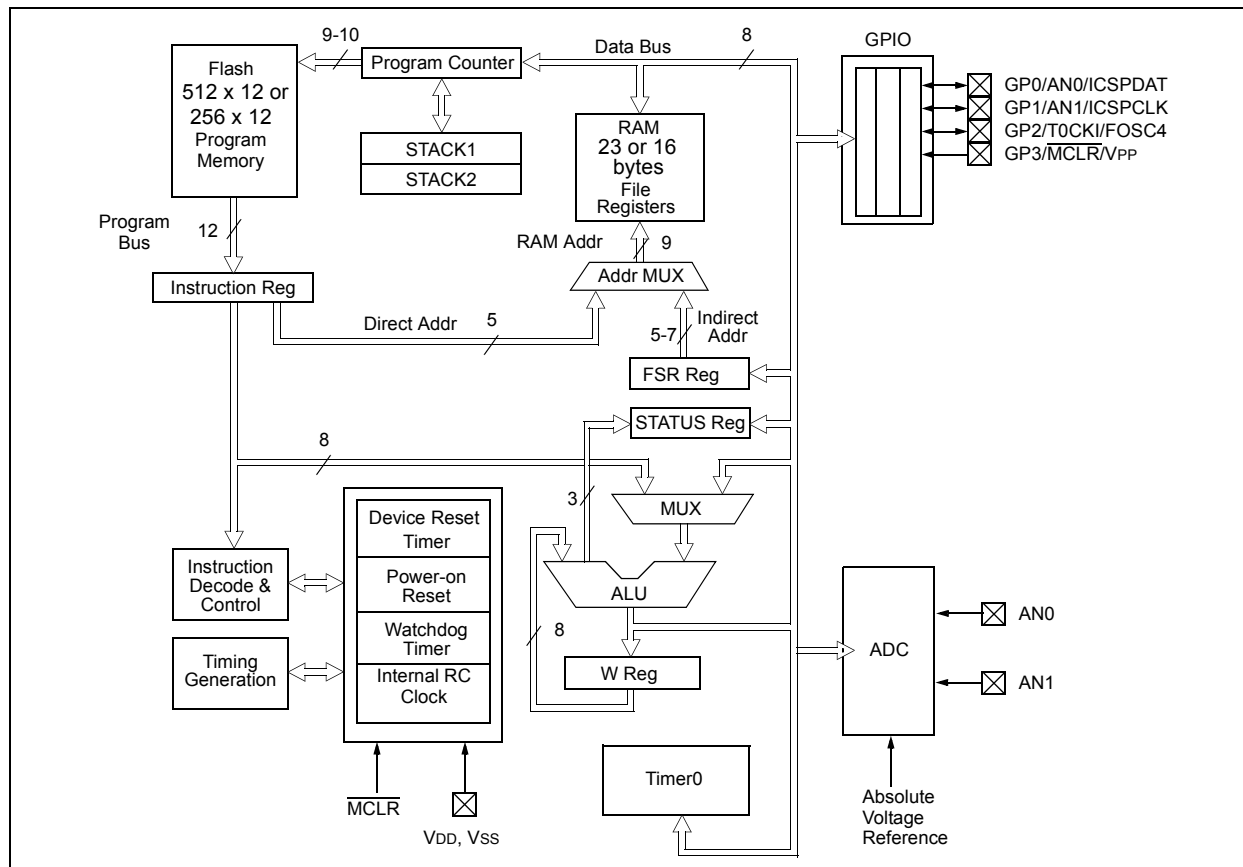 9-10
Program Counter
Data Bus
8
GPIO
Flash
512 x 12 or
256 x 12
Program
Memory
STACK1
STACK2
RAM
23 or 16
bytes
File
Registers
GP0/AN0/ICSPDAT
GP1/AN1/ICSPCLK
GP2/T0CKI/FOSC4
GP3/MCLR/VPP
Program
Bus
12
RAM Addr
9
Addr MUX
Instruction Reg
Direct Addr
5
5-7
Indirect
Addr
FSR Reg
STATUS Reg
8
3
MUX
Device Reset
Timer
Power-on
Reset
Watchdog
Timer
Internal RC
Clock
Instruction
Decode &
Control
Timing
Generation
ALU
8
W Reg
ADC
AN0
AN1
Timer0
MCLR
VDD, VSS
Absolute
Voltage
Reference